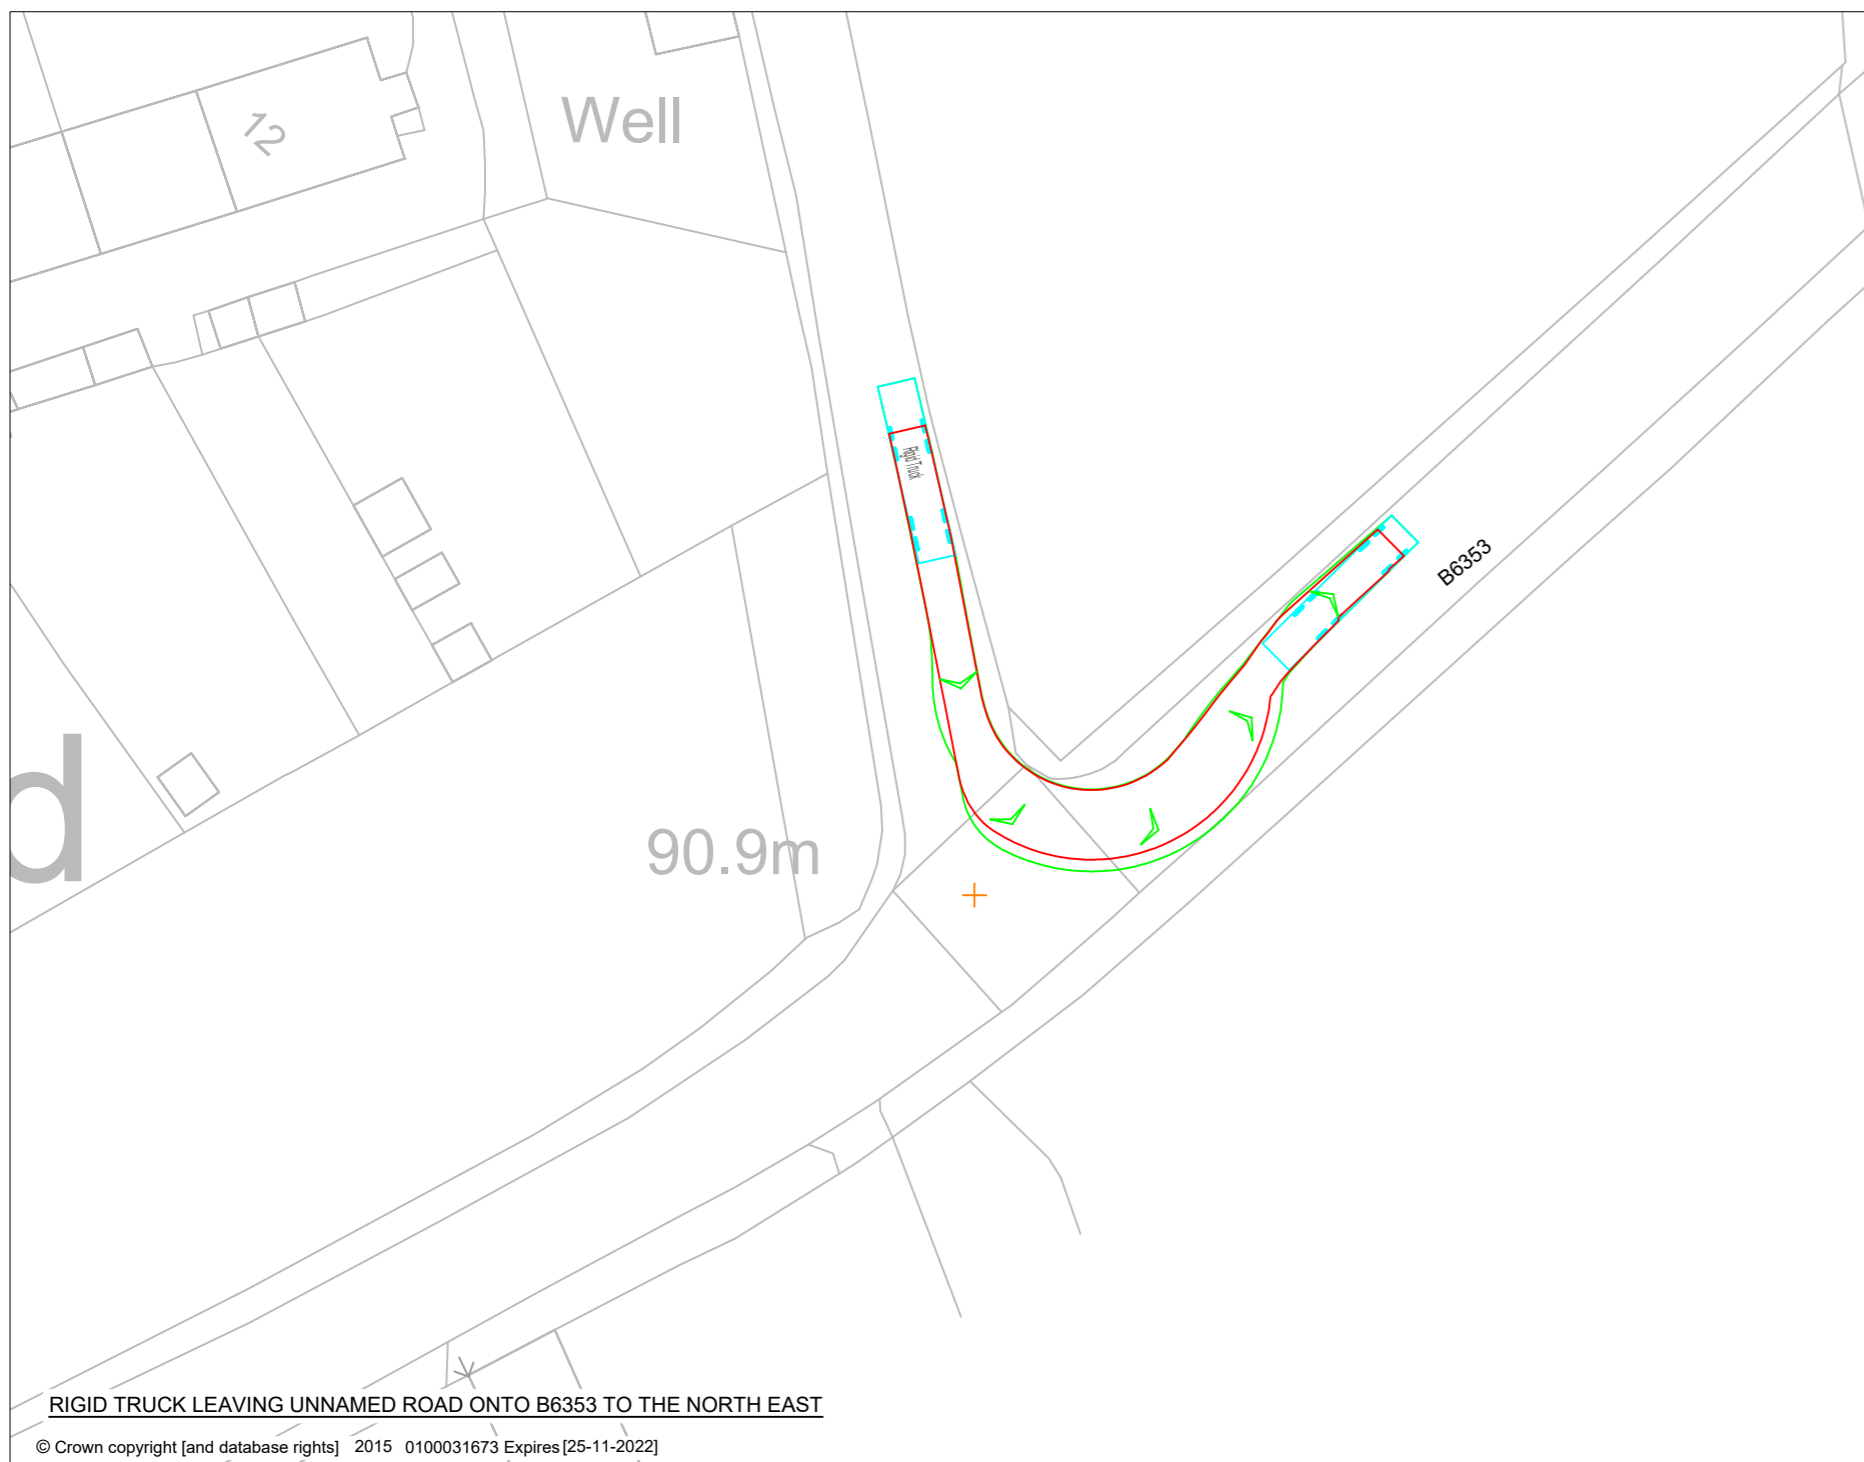 12
Well
Rigid Truck
B6353
d
90.9m
RIGID TRUCK LEAVING UNNAMED ROAD ONTO B6353 TO THE NORTH EAST
© Crown copyright [and database rights] 2015 0100031673 Expires [25-11-2022]